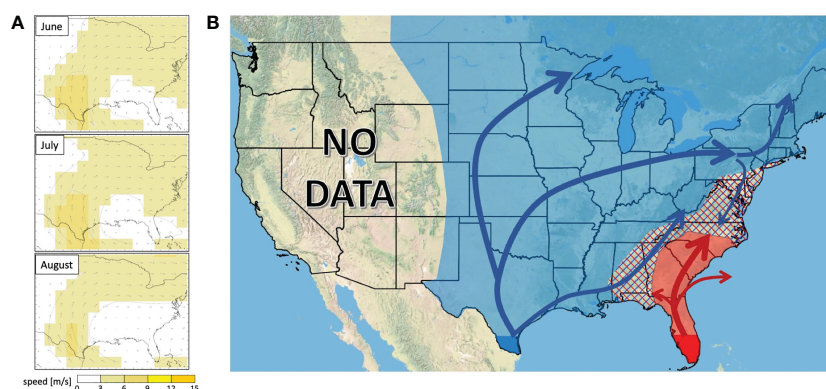 A
June
July
August
speed [m/s]
0 3 6 9 12 15
B
NO
DATA